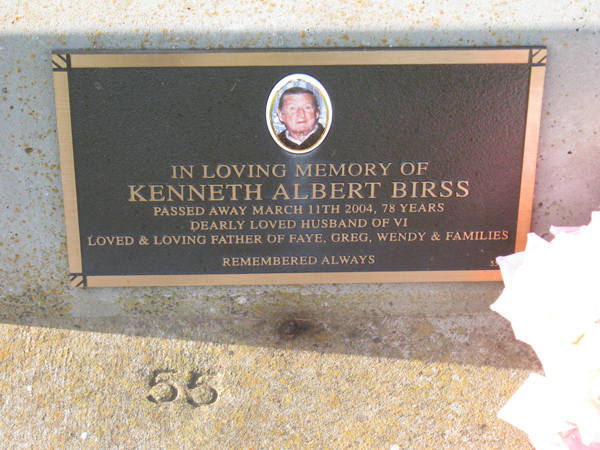 IN LOVING MEMORY OF
KENNETH ALBERT BIRSS
PASSED AWAY MARCH 11TH 2004, 78 YEARS
DEARLY LOVED HUSBAND OF VI
LOVED & LOVING FATHER OF FAYE, GREG, WENDY & FAMILIES
REMEMBERED ALWAYS
55